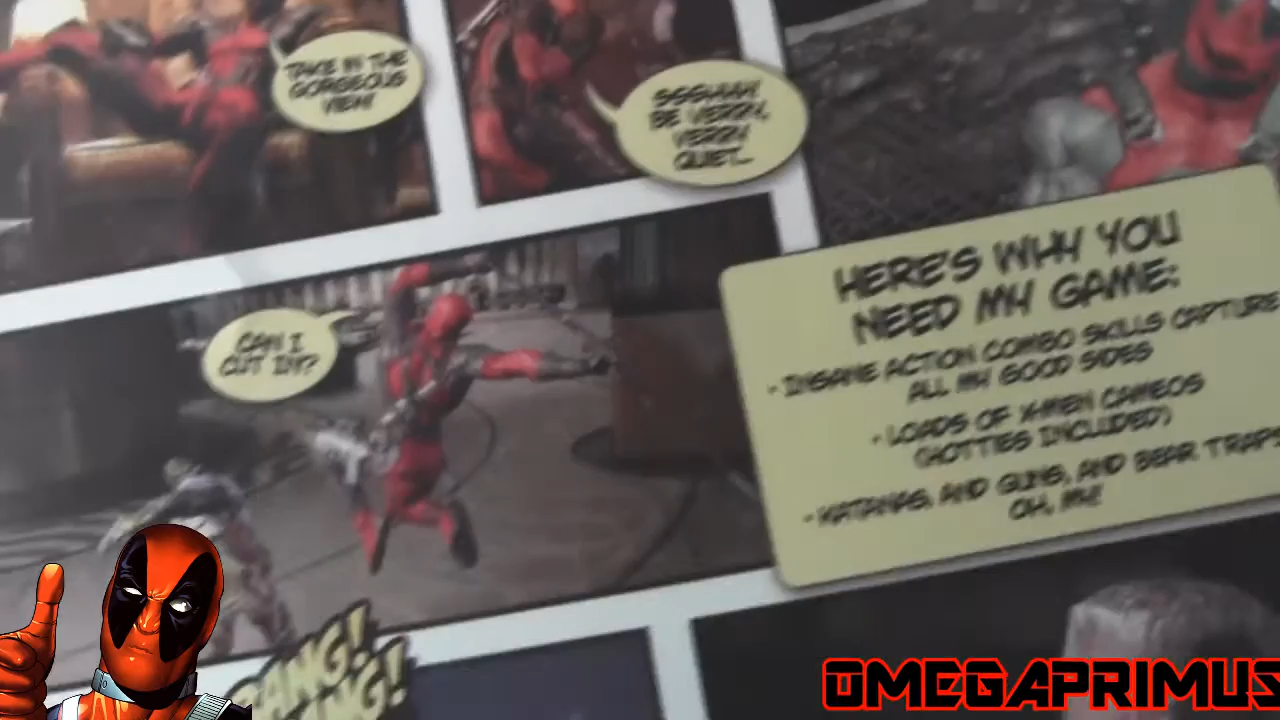 TAKE IN THE
GORGEOUS
VIEW
SSSHHH!
BE VERRY,
VERRY
QUIET...
CAN I
CUT IN?
HERE'S WHY YOU
NEED MY GAME:
- INSANE ACTION COMBO SKILLS CAPTURE
ALL MY GOOD SIDES
- LOADS OF X-MEN CAMEOS
(HOTTIES INCLUDED)
- KATANAS, AND GUNS, AND BEAR TRAPS
OH, MY!
BANG!
OMEGAPRIMUS